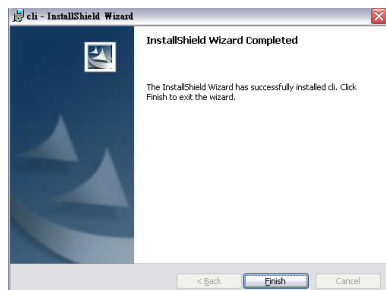 cli - InstallShield Wizard
InstallShield Wizard Completed
The InstallShield Wizard has successfully installed cli. Click
Finish to exit the wizard.
< Back
Finish
Cancel